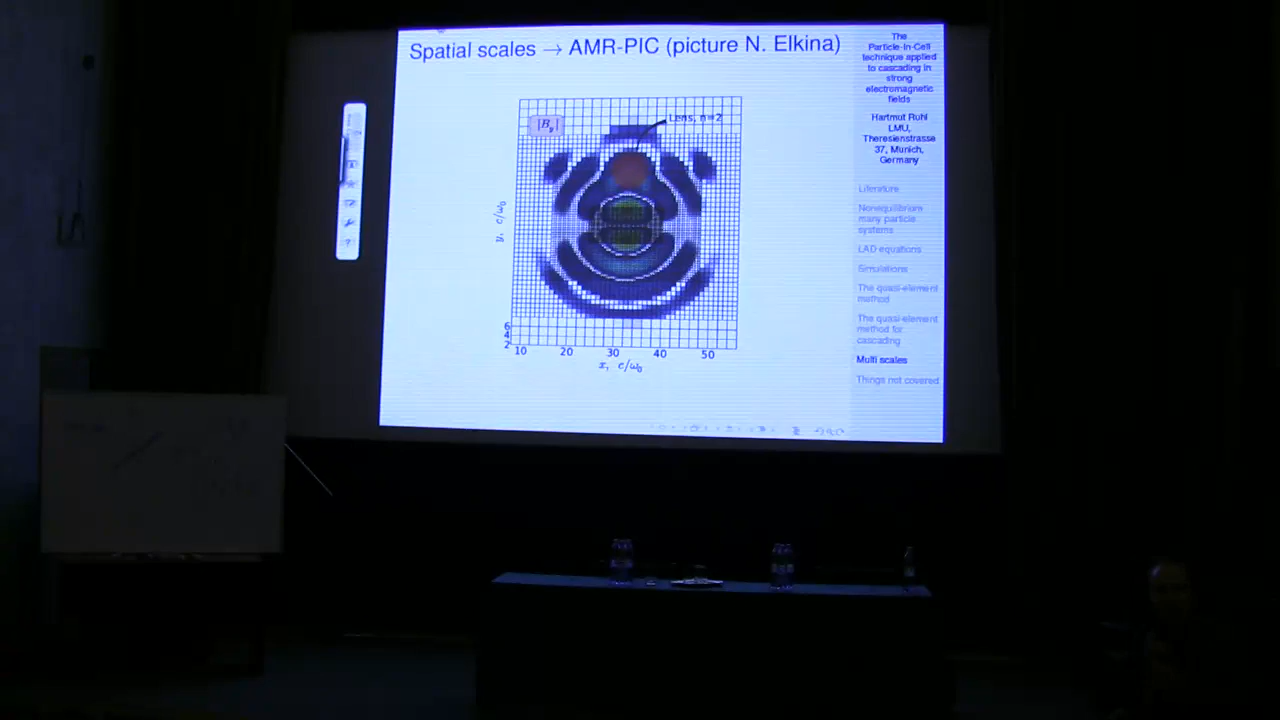 Spatial scales → AMR-PIC (picture N. Elkina)
|B_y|
Lens, n=2
y, c/ω₀
6
4
2
10 20 30 40 50
x, c/ω₀
The
Particle-In-Cell
technique applied
to cascading in
strong
electromagnetic
fields
Hartmut Ruhl
LMU,
Theresienstrasse
37, Munich,
Germany
Literature
Nonequilibrium
many particle
systems
LAD equations
Simulations
The quasi-element
method
The quasi-element
method for
cascading
Multi scales
Things not covered